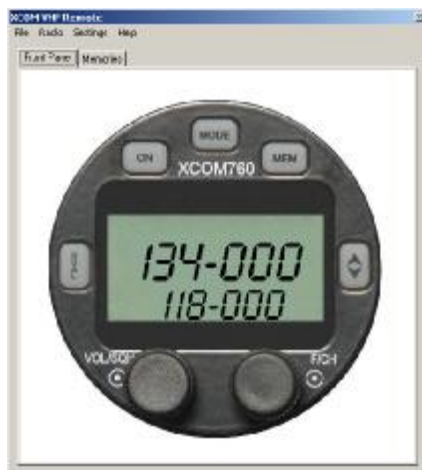 XCOM VHF Remote
File Radio Settings Help
Front Panel Memories
MODE
ON MEM
XCOM760
134-000
118-000
VOL/SQH F/CH